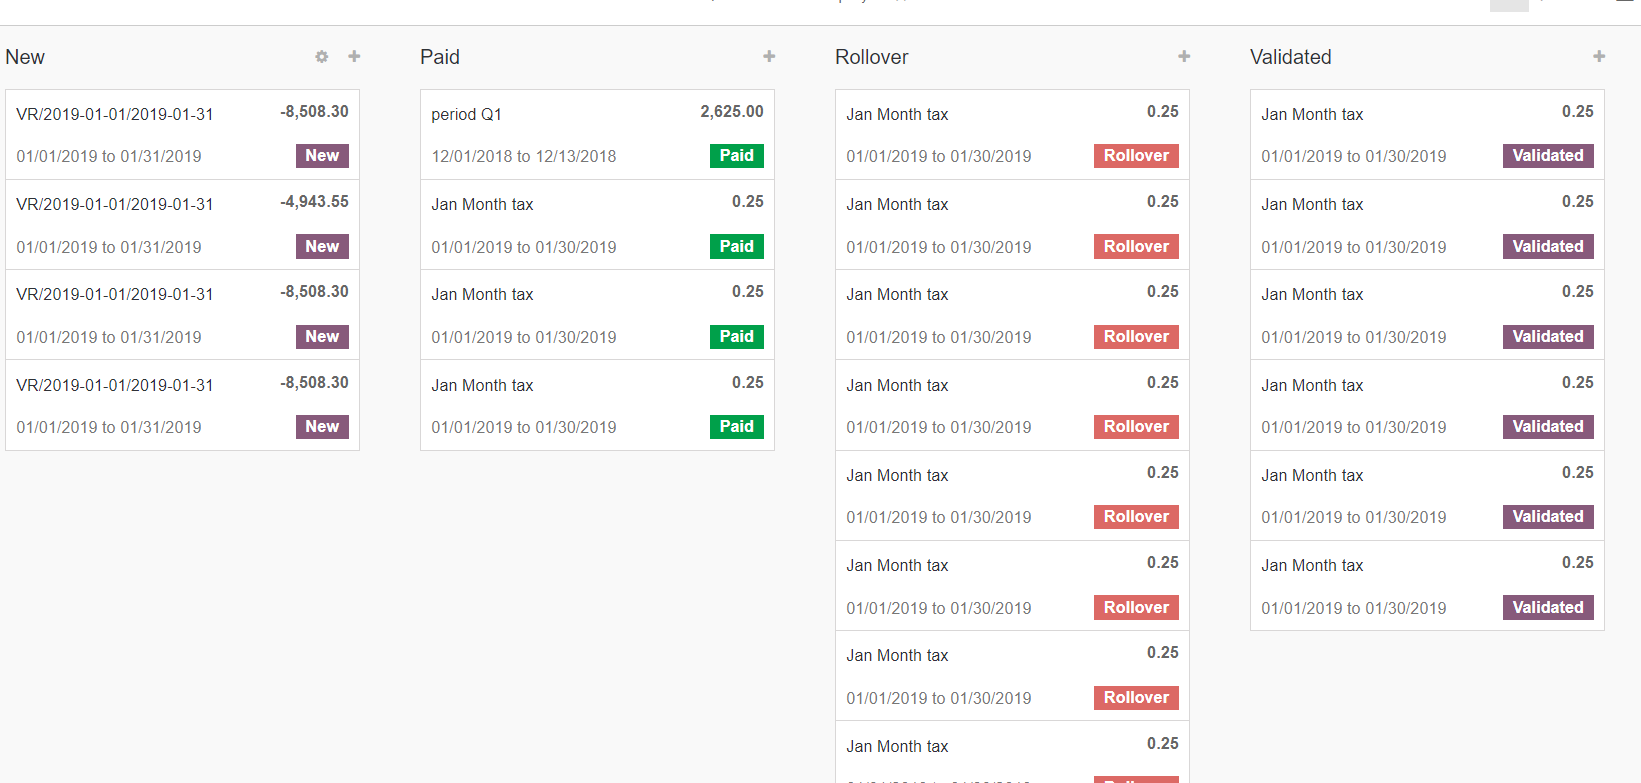 New
VR/2019-01-01/2019-01-31 -8,508.30
01/01/2019 to 01/31/2019 New
VR/2019-01-01/2019-01-31 -4,943.55
01/01/2019 to 01/31/2019 New
VR/2019-01-01/2019-01-31 -8,508.30
01/01/2019 to 01/31/2019 New
VR/2019-01-01/2019-01-31 -8,508.30
01/01/2019 to 01/31/2019 New
Paid
period Q1 2,625.00
12/01/2018 to 12/13/2018 Paid
Jan Month tax 0.25
01/01/2019 to 01/30/2019 Paid
Jan Month tax 0.25
01/01/2019 to 01/30/2019 Paid
Jan Month tax 0.25
01/01/2019 to 01/30/2019 Paid
Rollover
Jan Month tax 0.25
01/01/2019 to 01/30/2019 Rollover
Jan Month tax 0.25
01/01/2019 to 01/30/2019 Rollover
Jan Month tax 0.25
01/01/2019 to 01/30/2019 Rollover
Jan Month tax 0.25
01/01/2019 to 01/30/2019 Rollover
Jan Month tax 0.25
01/01/2019 to 01/30/2019 Rollover
Jan Month tax 0.25
01/01/2019 to 01/30/2019 Rollover
Jan Month tax 0.25
01/01/2019 to 01/30/2019 Rollover
Jan Month tax 0.25
Validated
Jan Month tax 0.25
01/01/2019 to 01/30/2019 Validated
Jan Month tax 0.25
01/01/2019 to 01/30/2019 Validated
Jan Month tax 0.25
01/01/2019 to 01/30/2019 Validated
Jan Month tax 0.25
01/01/2019 to 01/30/2019 Validated
Jan Month tax 0.25
01/01/2019 to 01/30/2019 Validated
Jan Month tax 0.25
01/01/2019 to 01/30/2019 Validated